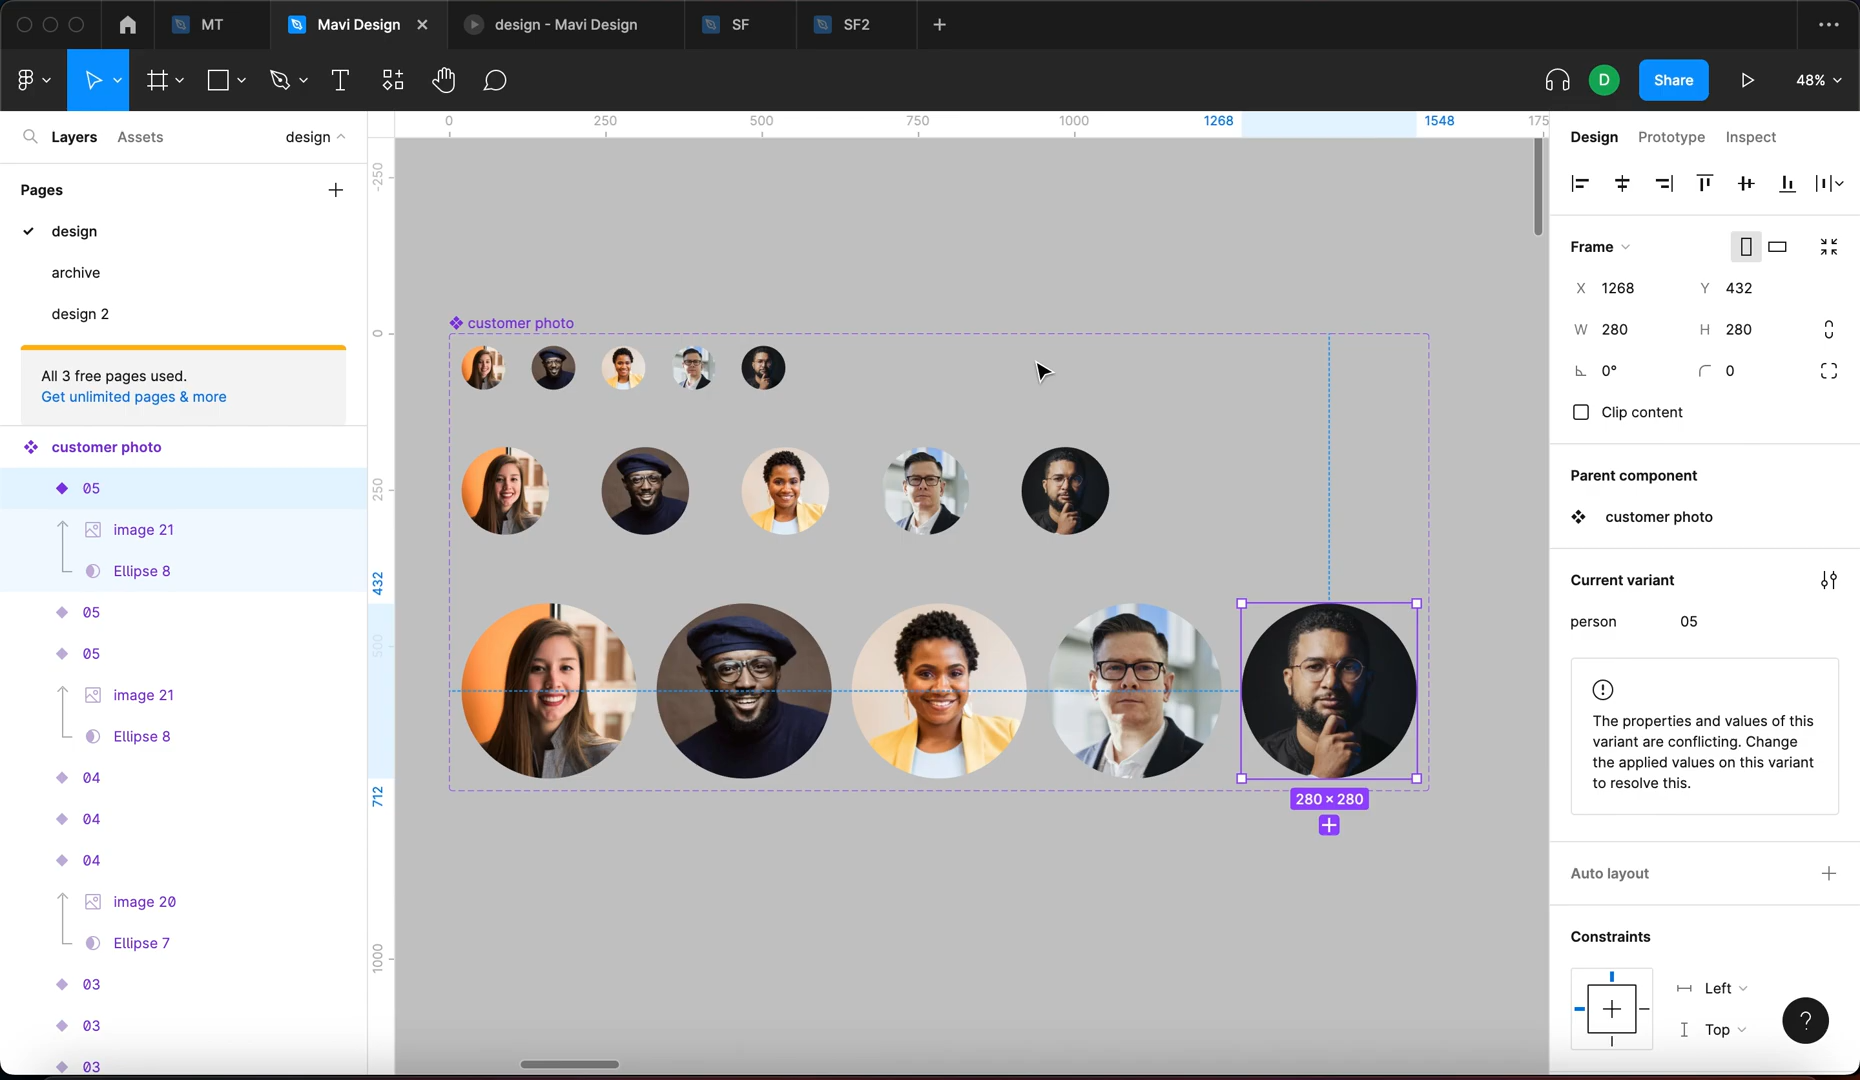 MT
Mavi Design
design - Mavi Design
SF
SF2
D
Share
48%
Layers
Assets
design
Pages
design
archive
design 2
All 3 free pages used.
Get unlimited pages & more
customer photo
05
image 21
Ellipse 8
05
05
image 21
Ellipse 8
04
04
04
image 20
Ellipse 7
03
03
03
0
250
500
750
1000
1268
1548
175
-250
0
250
432
500
712
1000
customer photo
280 × 280
Design
Prototype
Inspect
Frame
X 1268
Y 432
W 280
H 280
0°
0
Clip content
Parent component
customer photo
Current variant
person 05
The properties and values of this
variant are conflicting. Change
the applied values on this variant
to resolve this.
Auto layout
Constraints
Left
Top
?